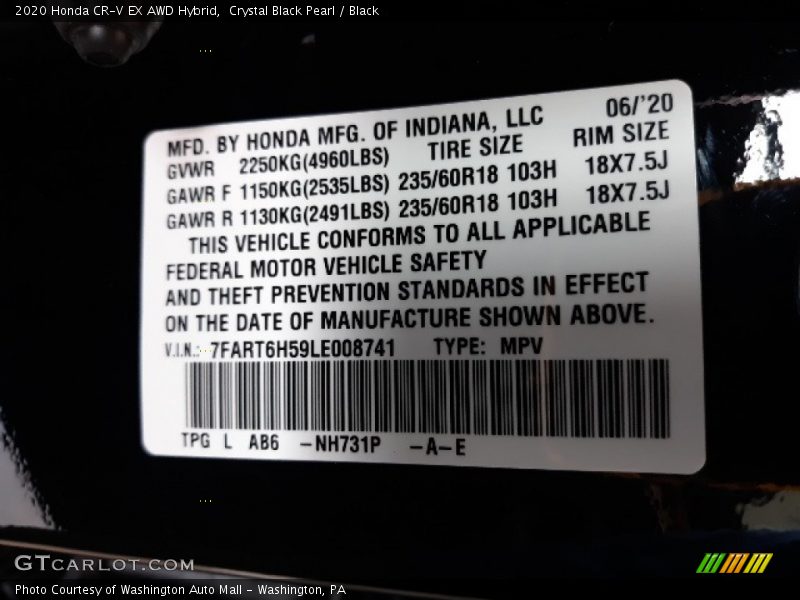 2020 Honda CR-V EX AWD Hybrid,  Crystal Black Pearl / Black
MFD. BY HONDA MFG. OF INDIANA, LLC 06/'20
GVWR 2250KG(4960LBS) TIRE SIZE RIM SIZE
GAWR F 1150KG(2535LBS) 235/60R18 103H 18X7.5J
GAWR R 1130KG(2491LBS) 235/60R18 103H 18X7.5J
THIS VEHICLE CONFORMS TO ALL APPLICABLE
FEDERAL MOTOR VEHICLE SAFETY
AND THEFT PREVENTION STANDARDS IN EFFECT
ON THE DATE OF MANUFACTURE SHOWN ABOVE.
V.I.N.: 7FART6H59LE008741 TYPE: MPV
TPG L AB6 -NH731P -A-E
GTCARLOT.COM
Photo Courtesy of Washington Auto Mall - Washington, PA